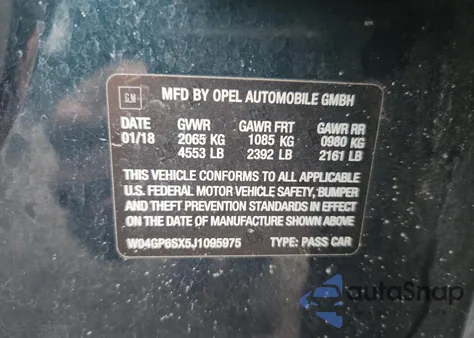 GM
MFD BY OPEL AUTOMOBILE GMBH
DATE GVWR GAWR FRT GAWR RR
01/18 2065 KG 1085 KG 0980 KG
4553 LB 2392 LB 2161 LB
THIS VEHICLE CONFORMS TO ALL APPLICABLE
U.S. FEDERAL MOTOR VEHICLE SAFETY, BUMPER
AND THEFT PREVENTION STANDARDS IN EFFECT
ON THE DATE OF MANUFACTURE SHOWN ABOVE
W04GP6SX5J1095975 TYPE: PASS CAR
autoSnap